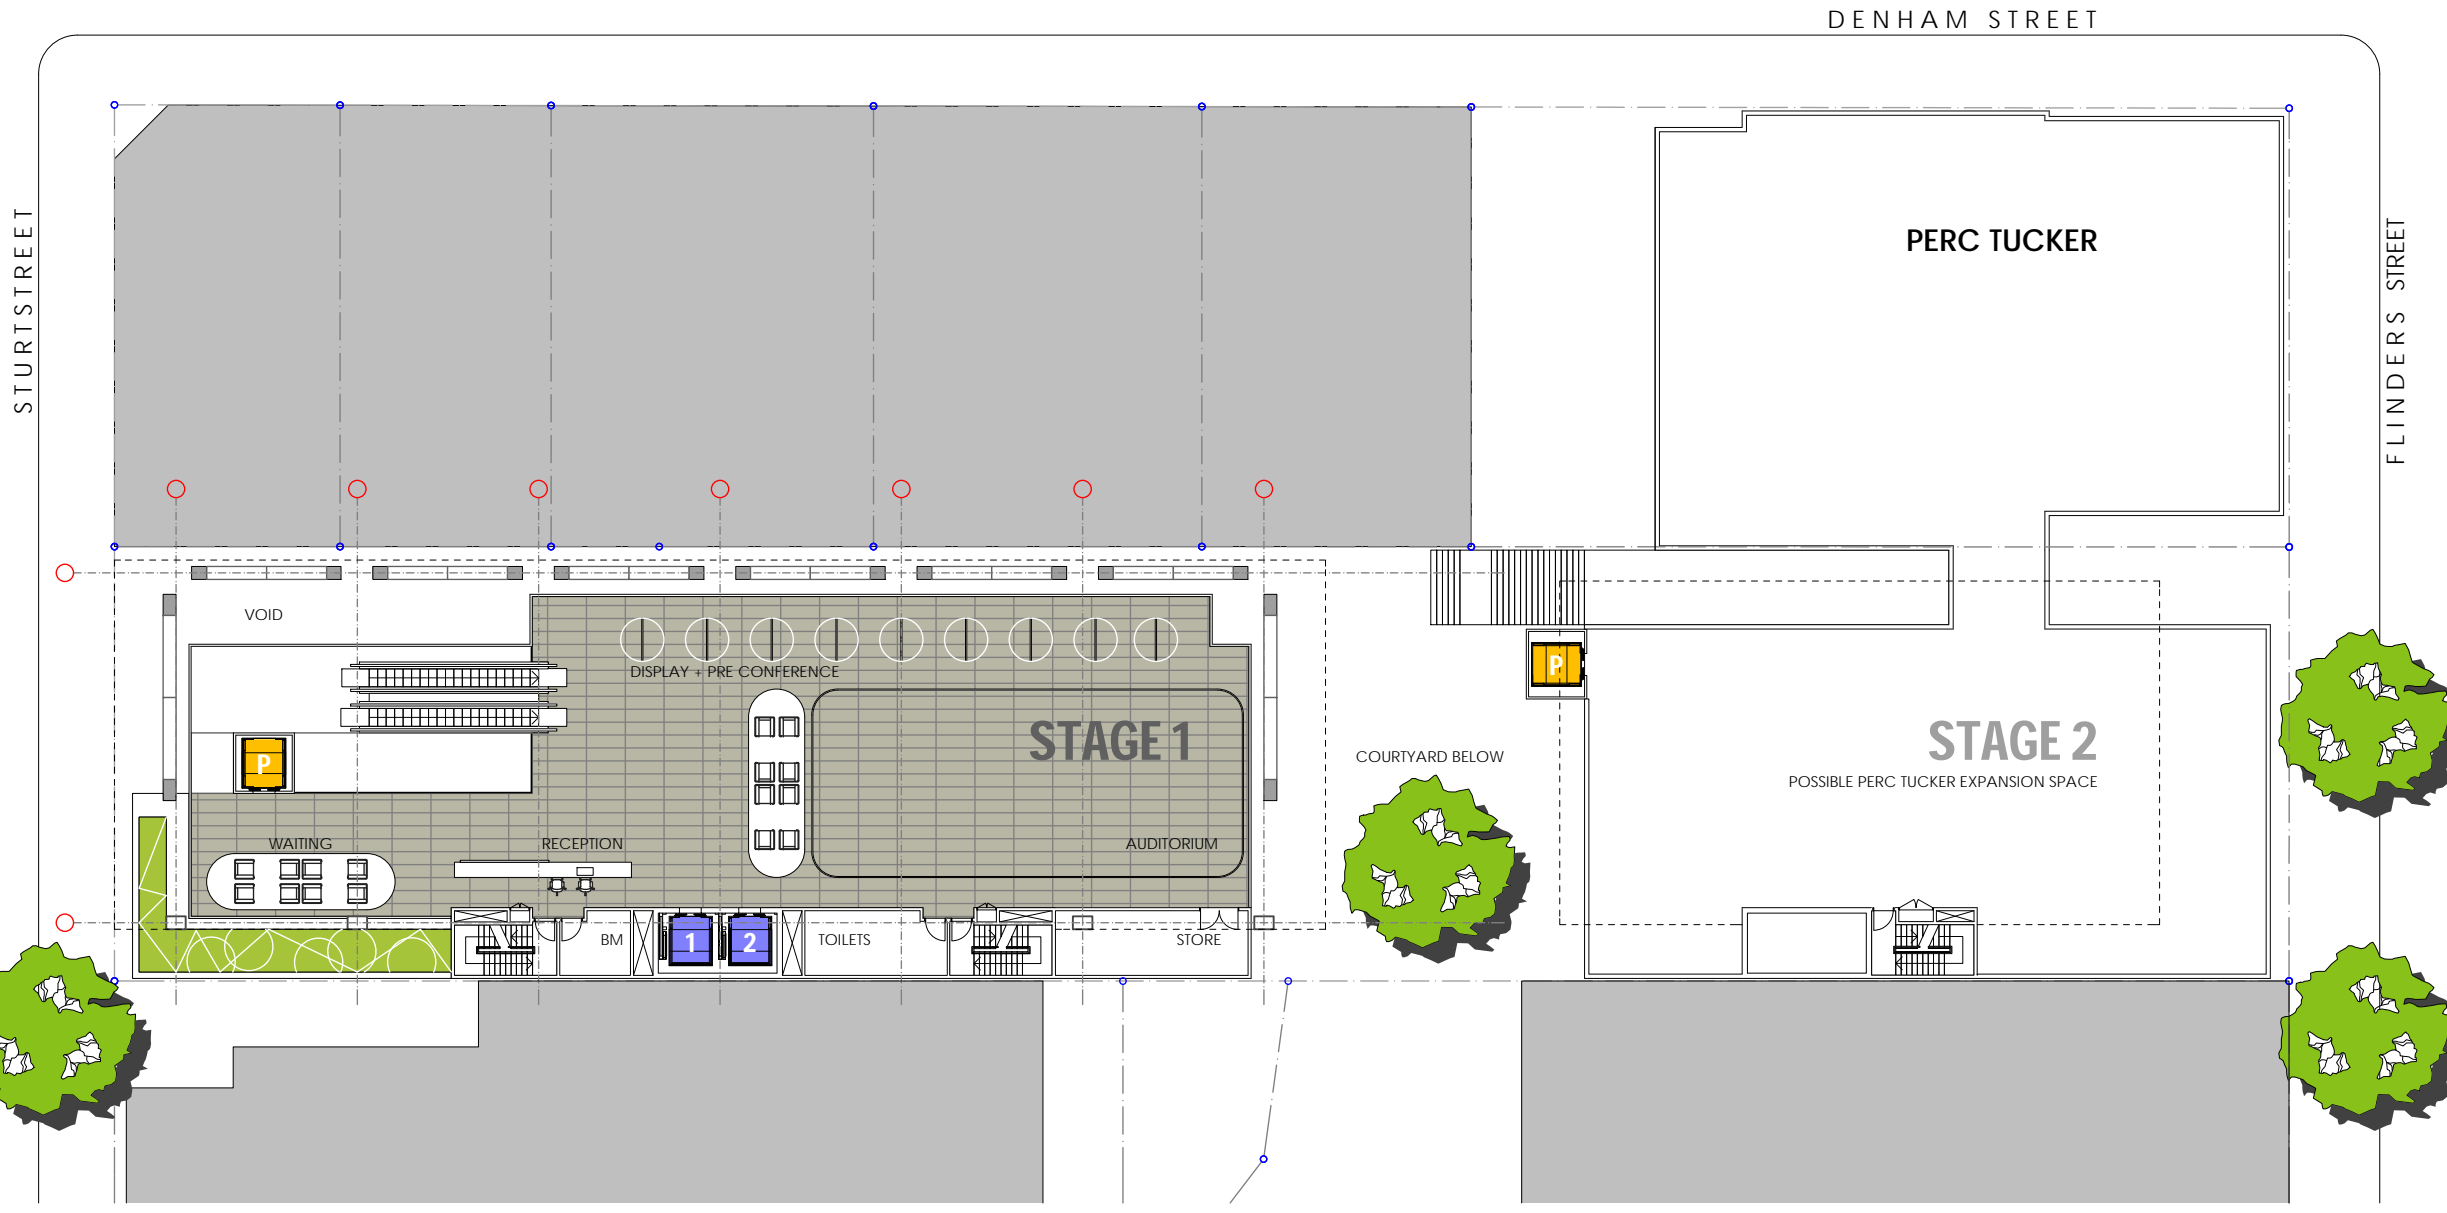 DENHAM STREET
STURTSTREET
FLINDERS STREET
PERC TUCKER
VOID
P
DISPLAY + PRE CONFERENCE
STAGE 1
STAGE 2
COURTYARD BELOW
POSSIBLE PERC TUCKER EXPANSION SPACE
P
WAITING
RECEPTION
AUDITORIUM
BM
1
2
TOILETS
STORE